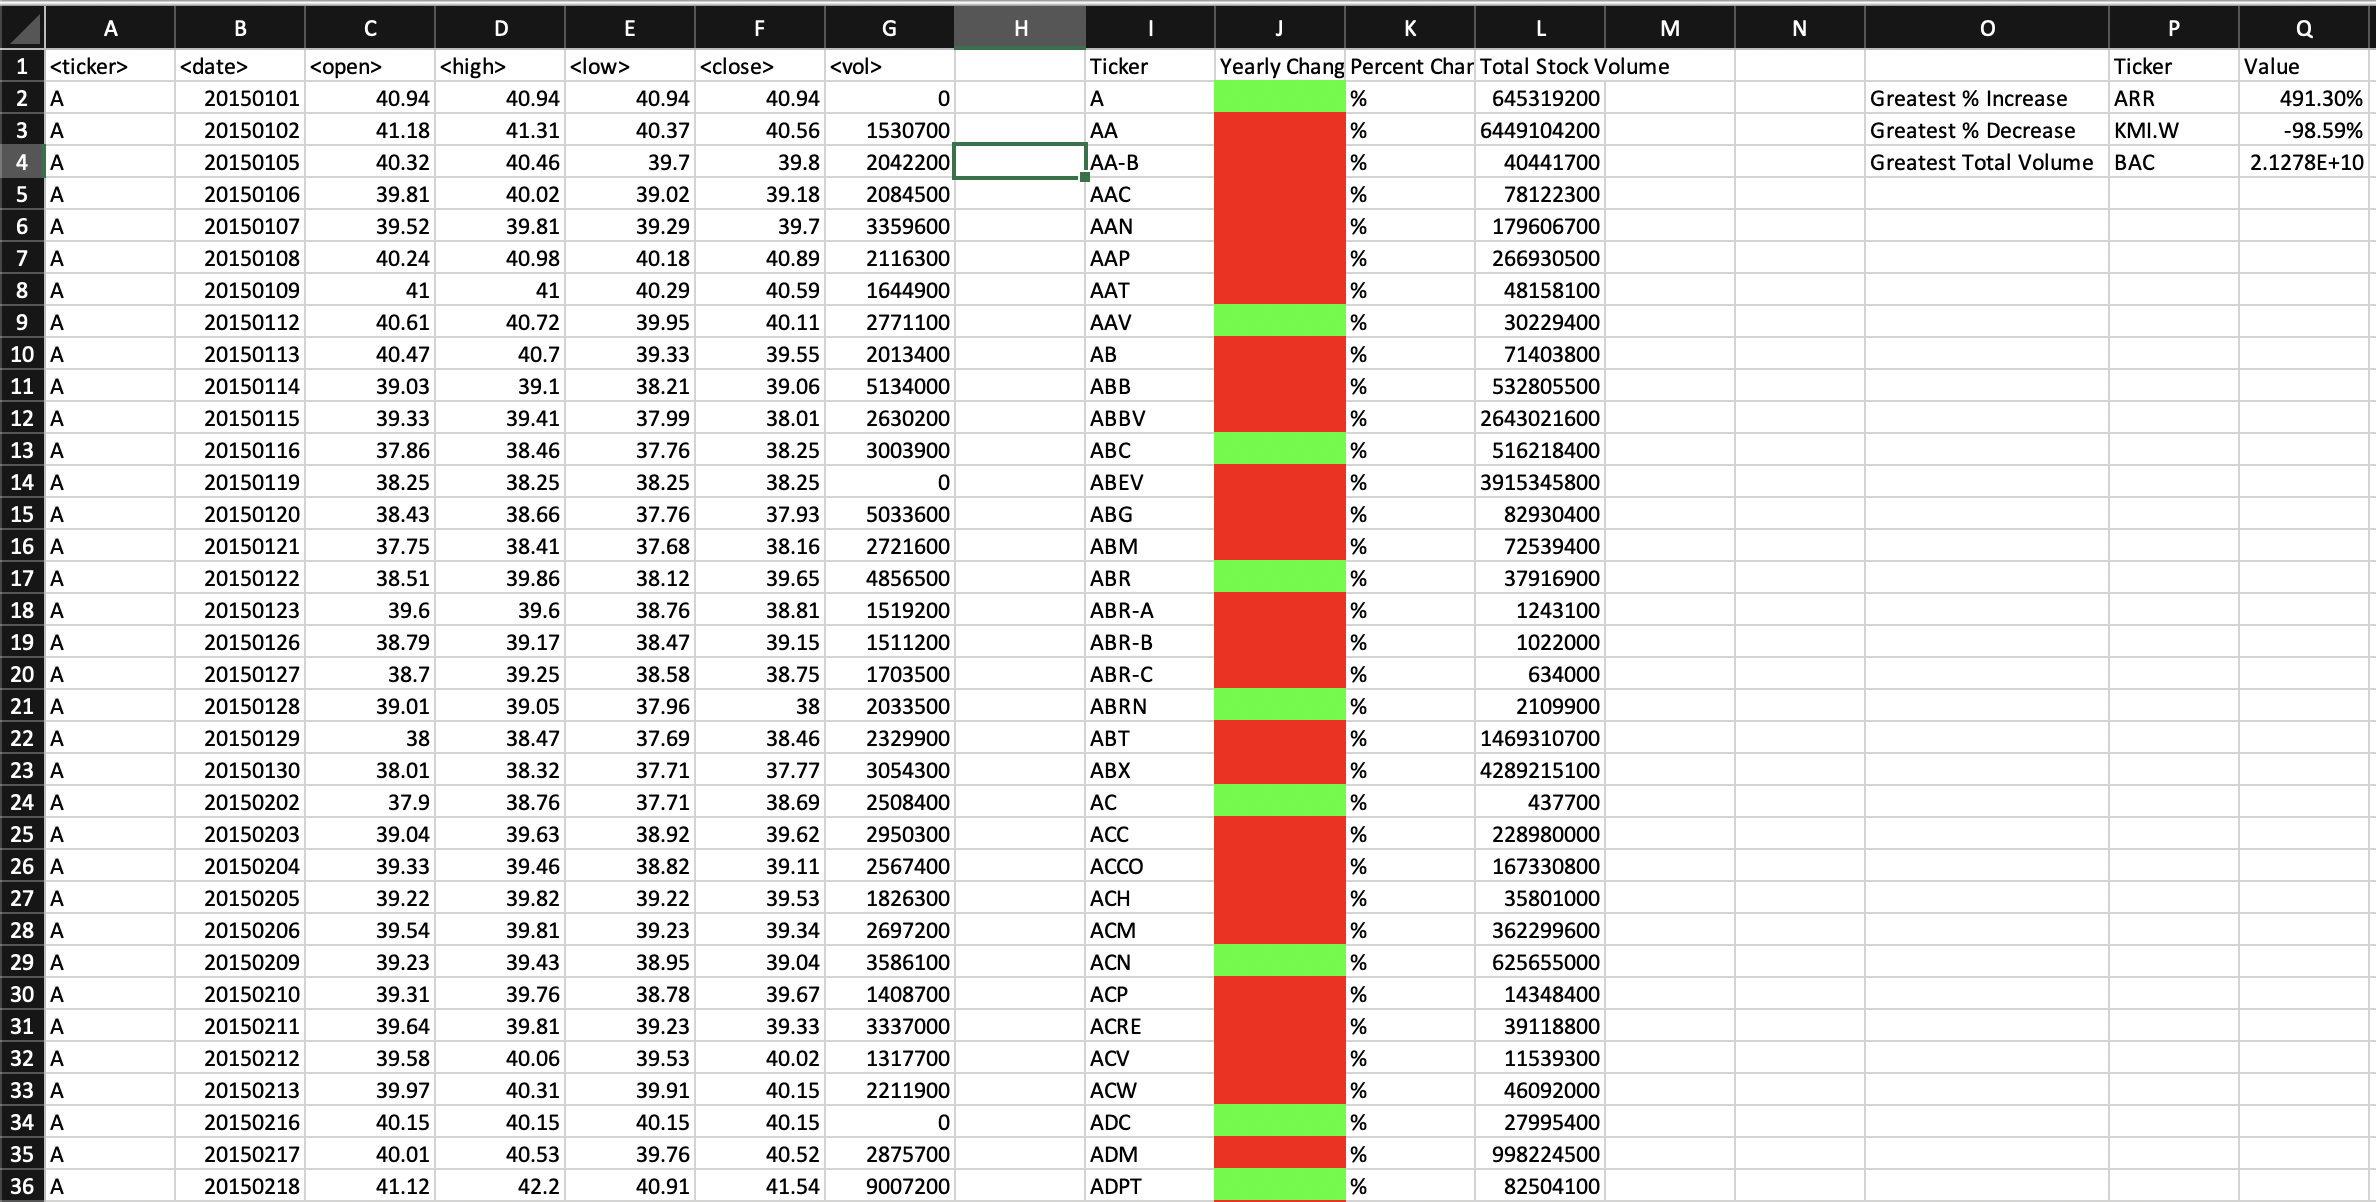 A B C D E F G H I J K L M N O P Q
1 <ticker> <date> <open> <high> <low> <close> <vol> Ticker Yearly Chang Percent Char Total Stock Volume Ticker Value
2 A 20150101 40.94 40.94 40.94 40.94 0 A % 645319200 Greatest % Increase ARR 491.30%
3 A 20150102 41.18 41.31 40.37 40.56 1530700 AA % 6449104200 Greatest % Decrease KMI.W -98.59%
4 A 20150105 40.32 40.46 39.7 39.8 2042200 AA-B % 40441700 Greatest Total Volume BAC 2.1278E+10
5 A 20150106 39.81 40.02 39.02 39.18 2084500 AAC % 78122300
6 A 20150107 39.52 39.81 39.29 39.7 3359600 AAN % 179606700
7 A 20150108 40.24 40.98 40.18 40.89 2116300 AAP % 266930500
8 A 20150109 41 41 40.29 40.59 1644900 AAT % 48158100
9 A 20150112 40.61 40.72 39.95 40.11 2771100 AAV % 30229400
10 A 20150113 40.47 40.7 39.33 39.55 2013400 AB % 71403800
11 A 20150114 39.03 39.1 38.21 39.06 5134000 ABB % 532805500
12 A 20150115 39.33 39.41 37.99 38.01 2630200 ABBV % 2643021600
13 A 20150116 37.86 38.46 37.76 38.25 3003900 ABC % 516218400
14 A 20150119 38.25 38.25 38.25 38.25 0 ABEV % 3915345800
15 A 20150120 38.43 38.66 37.76 37.93 5033600 ABG % 82930400
16 A 20150121 37.75 38.41 37.68 38.16 2721600 ABM % 72539400
17 A 20150122 38.51 39.86 38.12 39.65 4856500 ABR % 37916900
18 A 20150123 39.6 39.6 38.76 38.81 1519200 ABR-A % 1243100
19 A 20150126 38.79 39.17 38.47 39.15 1511200 ABR-B % 1022000
20 A 20150127 38.7 39.25 38.58 38.75 1703500 ABR-C % 634000
21 A 20150128 39.01 39.05 37.96 38 2033500 ABRN % 2109900
22 A 20150129 38 38.47 37.69 38.46 2329900 ABT % 1469310700
23 A 20150130 38.01 38.32 37.71 37.77 3054300 ABX % 4289215100
24 A 20150202 37.9 38.76 37.71 38.69 2508400 AC % 437700
25 A 20150203 39.04 39.63 38.92 39.62 2950300 ACC % 228980000
26 A 20150204 39.33 39.46 38.82 39.11 2567400 ACCO % 167330800
27 A 20150205 39.22 39.82 39.22 39.53 1826300 ACH % 35801000
28 A 20150206 39.54 39.81 39.23 39.34 2697200 ACM % 362299600
29 A 20150209 39.23 39.43 38.95 39.04 3586100 ACN % 625655000
30 A 20150210 39.31 39.76 38.78 39.67 1408700 ACP % 14348400
31 A 20150211 39.64 39.81 39.23 39.33 3337000 ACRE % 39118800
32 A 20150212 39.58 40.06 39.53 40.02 1317700 ACV % 11539300
33 A 20150213 39.97 40.31 39.91 40.15 2211900 ACW % 46092000
34 A 20150216 40.15 40.15 40.15 40.15 0 ADC % 27995400
35 A 20150217 40.01 40.53 39.76 40.52 2875700 ADM % 998224500
36 A 20150218 41.12 42.2 40.91 41.54 9007200 ADPT % 82504100